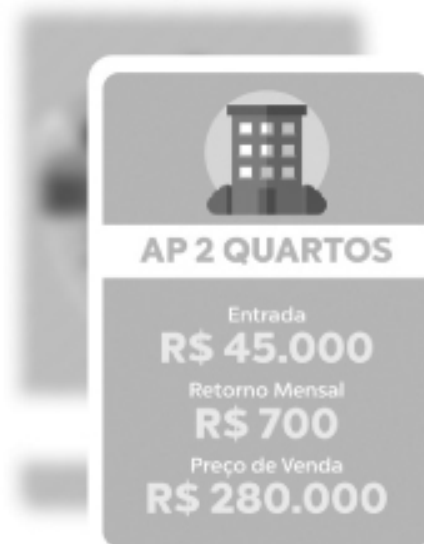 AP 2 QUARTOS
Entrada
R$ 45.000
Retorno Mensal
R$ 700
Preço de Venda
R$ 280.000